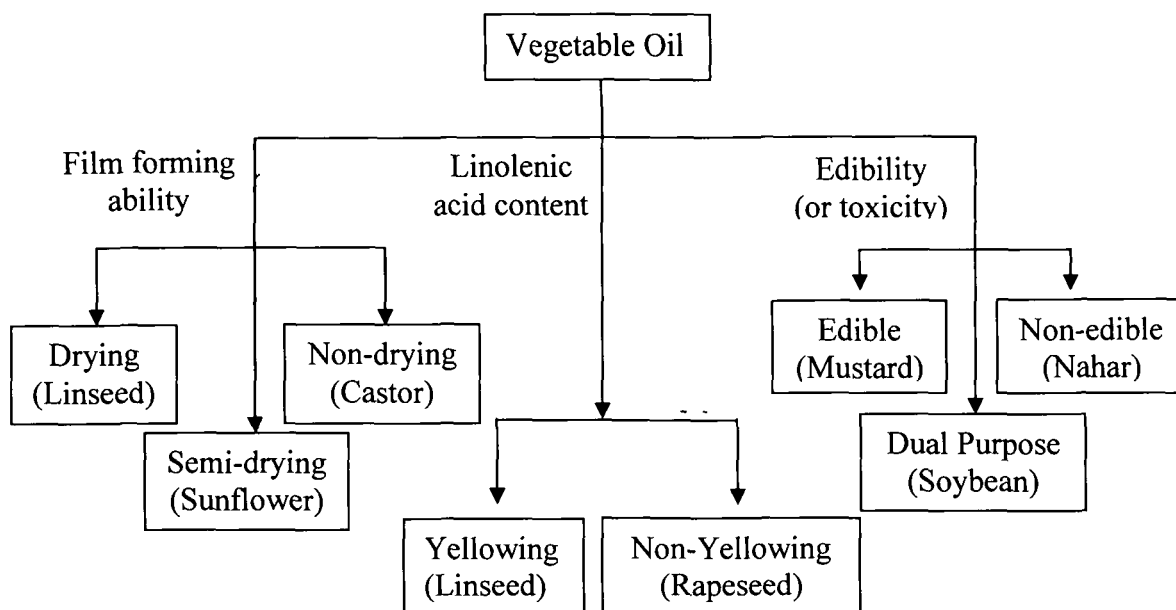 Vegetable Oil
Film forming
ability
Linolenic
acid content
Edibility
(or toxicity)
Drying
(Linseed)
Non-drying
(Castor)
Semi-drying
(Sunflower)
Edible
(Mustard)
Non-edible
(Nahar)
Dual Purpose
(Soybean)
Yellowing
(Linseed)
Non-Yellowing
(Rapeseed)